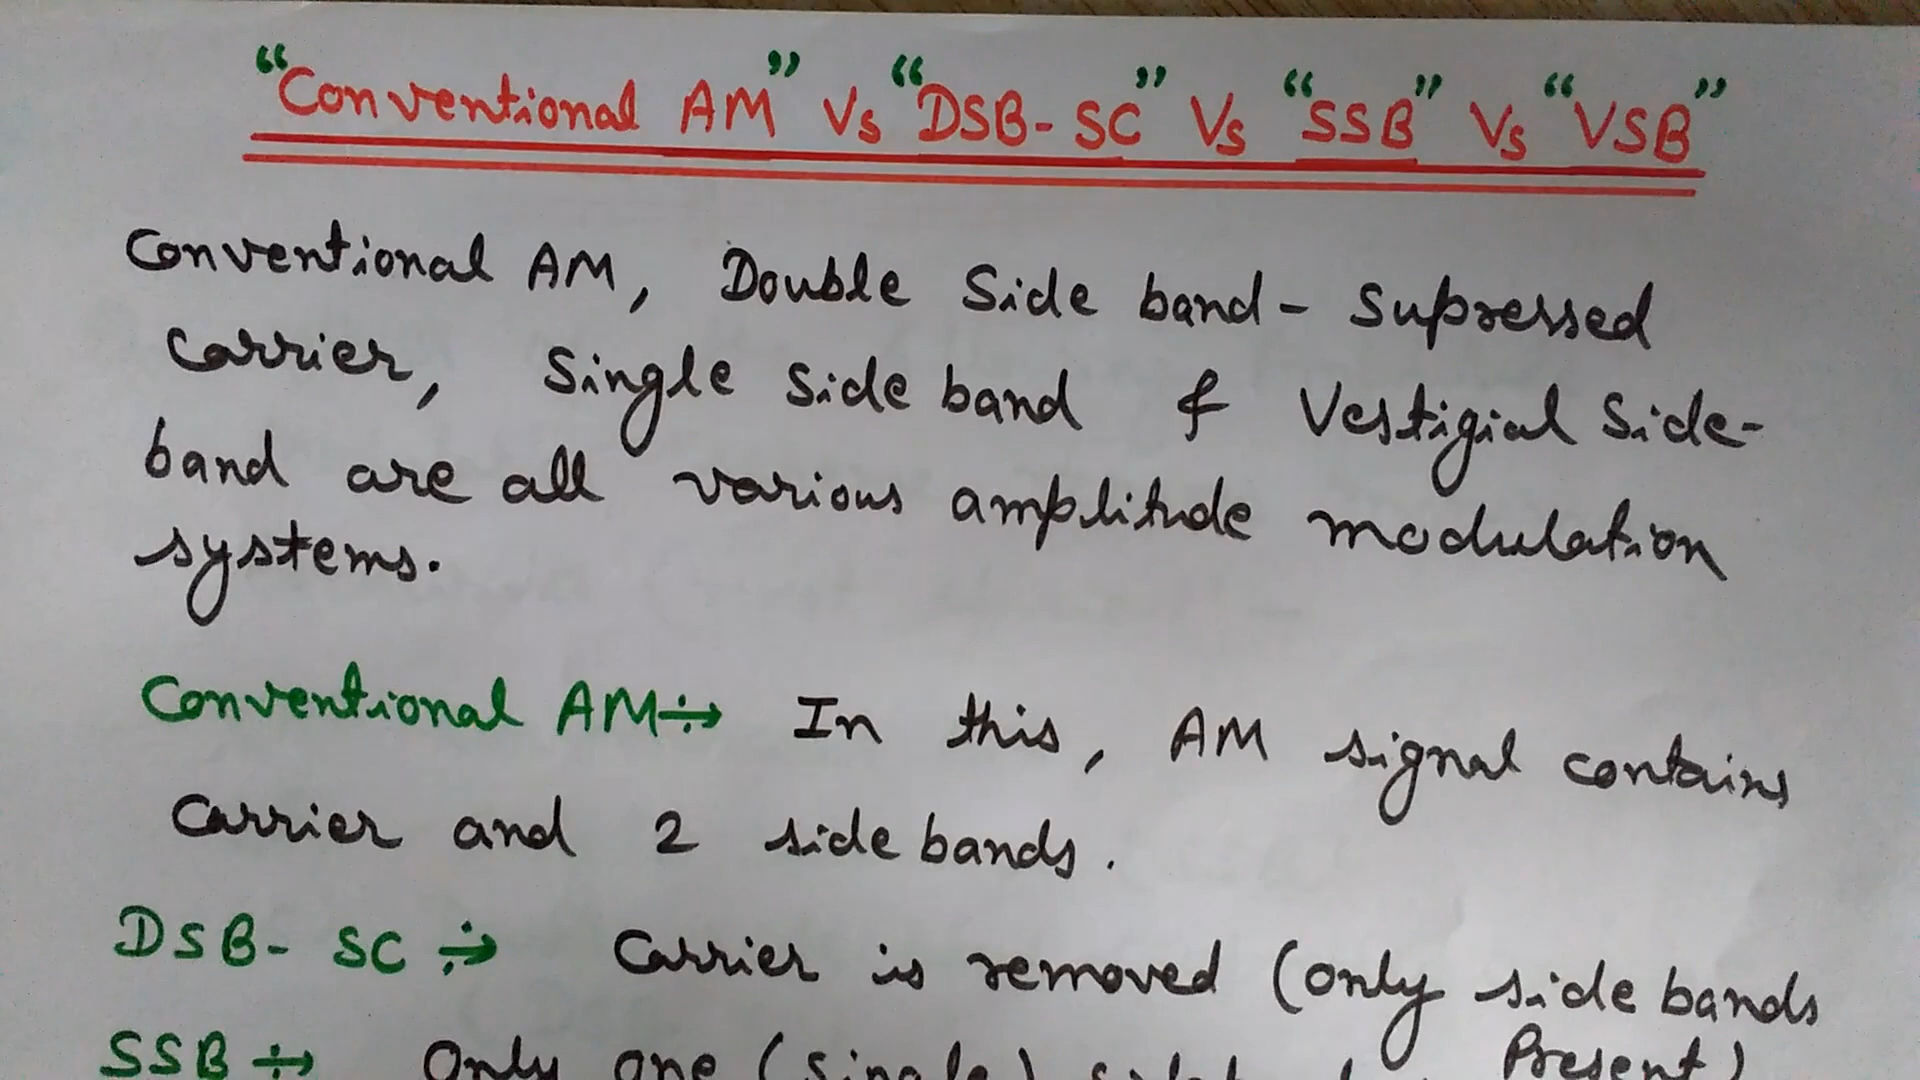 “Conventional AM” Vs “DSB-SC” Vs “SSB” Vs “VSB”
Conventional AM, Double Side band- Supressed
Carrier, Single Side band & Vestigial Side-
band are all various amplitude modulation
systems.
Conventional AM÷→ In this, AM signal contains
Carrier and 2 side bands.
DSB-SC ÷→ Carrier is removed (only side bands
Present)
SSB ÷→ Only one (single)